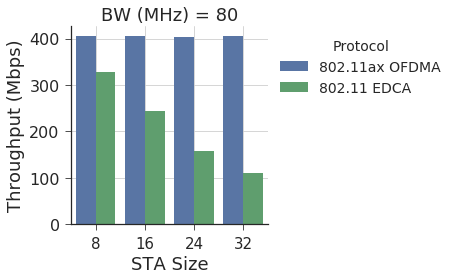 BW (MHz) = 80
Throughput (Mbps)
400
300
200
100
0
8 16 24 32
STA Size
Protocol
802.11ax OFDMA
802.11 EDCA